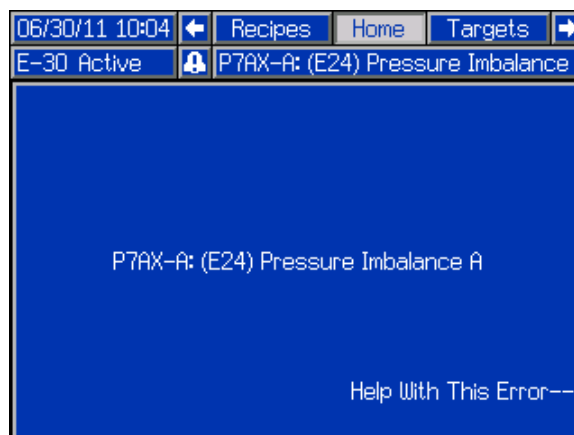 06/30/11 10:04 Recipes Home Targets
E-30 Active P7AX-A: (E24) Pressure Imbalance
P7AX-A: (E24) Pressure Imbalance A
Help With This Error--